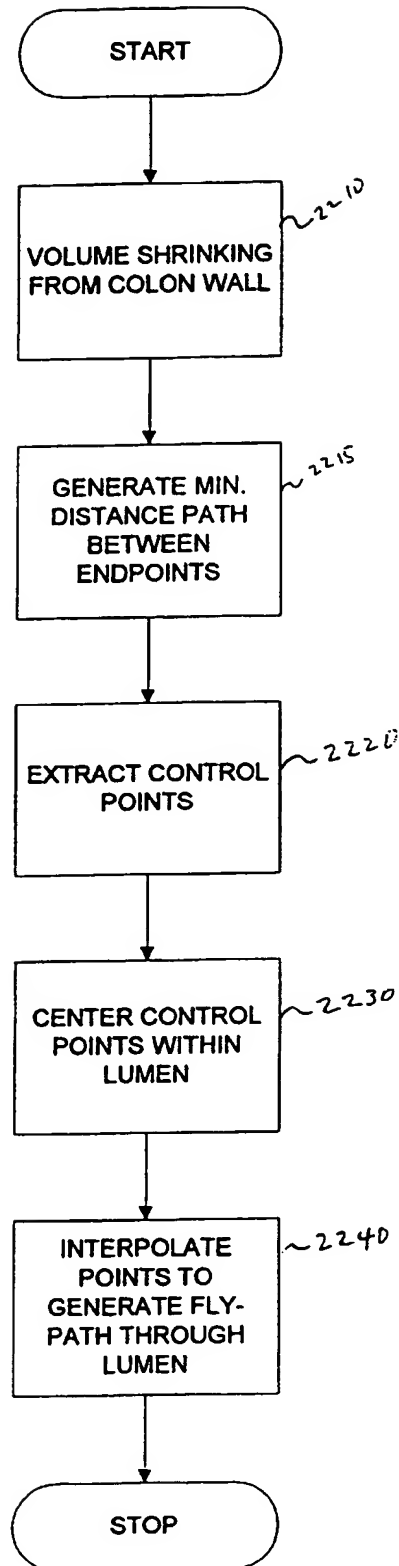 START
2210
VOLUME SHRINKING
FROM COLON WALL
2215
GENERATE MIN.
DISTANCE PATH
BETWEEN
ENDPOINTS
2220
EXTRACT CONTROL
POINTS
2230
CENTER CONTROL
POINTS WITHIN
LUMEN
2240
INTERPOLATE
POINTS TO
GENERATE FLY-
PATH THROUGH
LUMEN
STOP